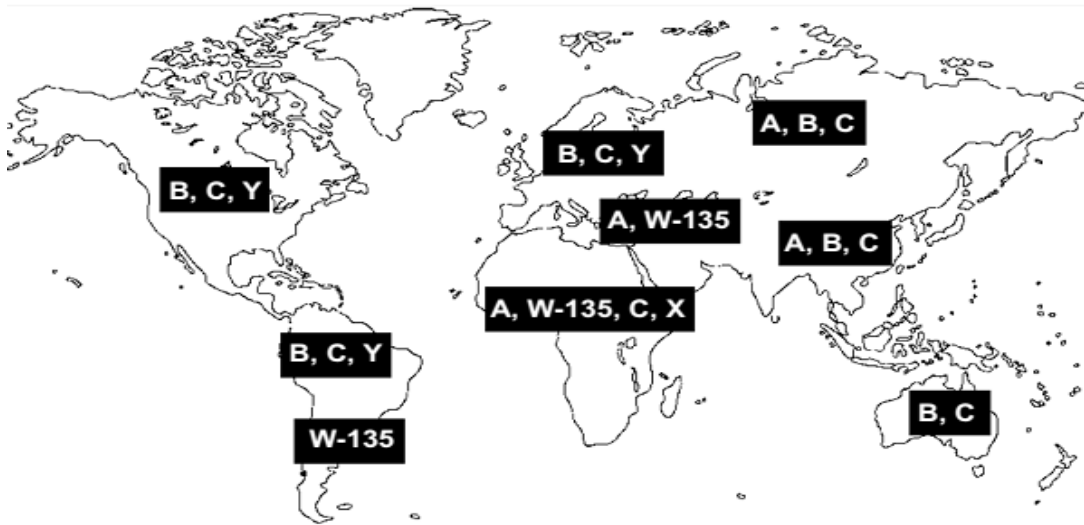 A, B, C
B, C, Y
B, C, Y
A, W-135
A, B, C
A, W-135, C, X
B, C, Y
B, C
W-135